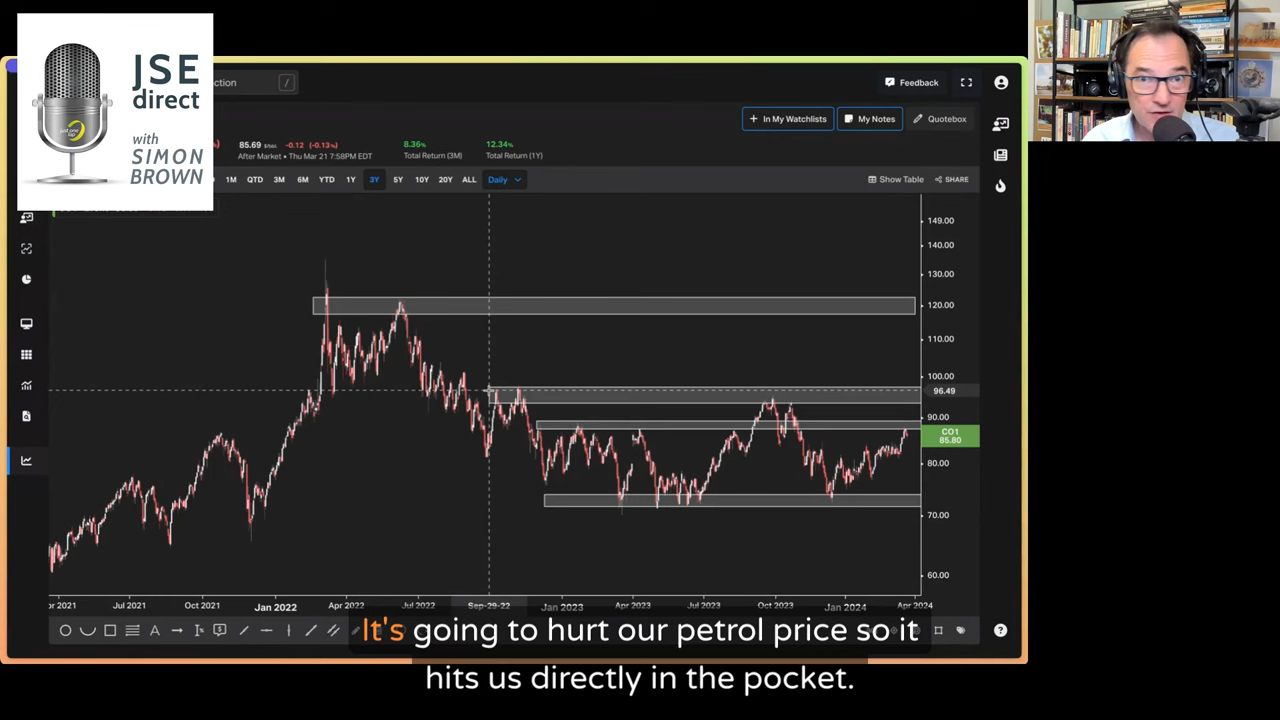 JSE
direct
with
SIMON
BROWN
just one
lap
ction
/
Feedback
+ In My Watchlists
My Notes
Quotebox
85.69 $/bbl -0.12 (-0.13%)
After Market • Thu Mar 21 7:58PM EDT
8.36%
Total Return (3M)
12.34%
Total Return (1Y)
1M QTD 3M 6M YTD 1Y 3Y 5Y 10Y 20Y ALL Daily
Show Table
SHARE
149.00
140.00
130.00
120.00
110.00
100.00
96.49
90.00
CO1
85.80
80.00
70.00
60.00
pr 2021 Jul 2021 Oct 2021 Jan 2022 Apr 2022 Jul 2022 Sep-29-22 Jan 2023 Apr 2023 Jul 2023 Oct 2023 Jan 2024 Apr 2024
It's going to hurt our petrol price so it
hits us directly in the pocket.